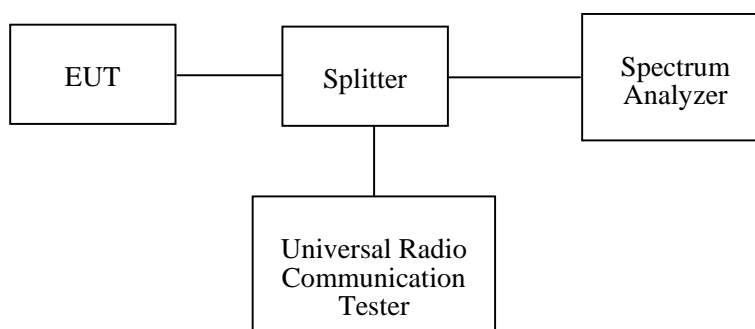 EUT
Splitter
Spectrum
Analyzer
Universal Radio
Communication
Tester